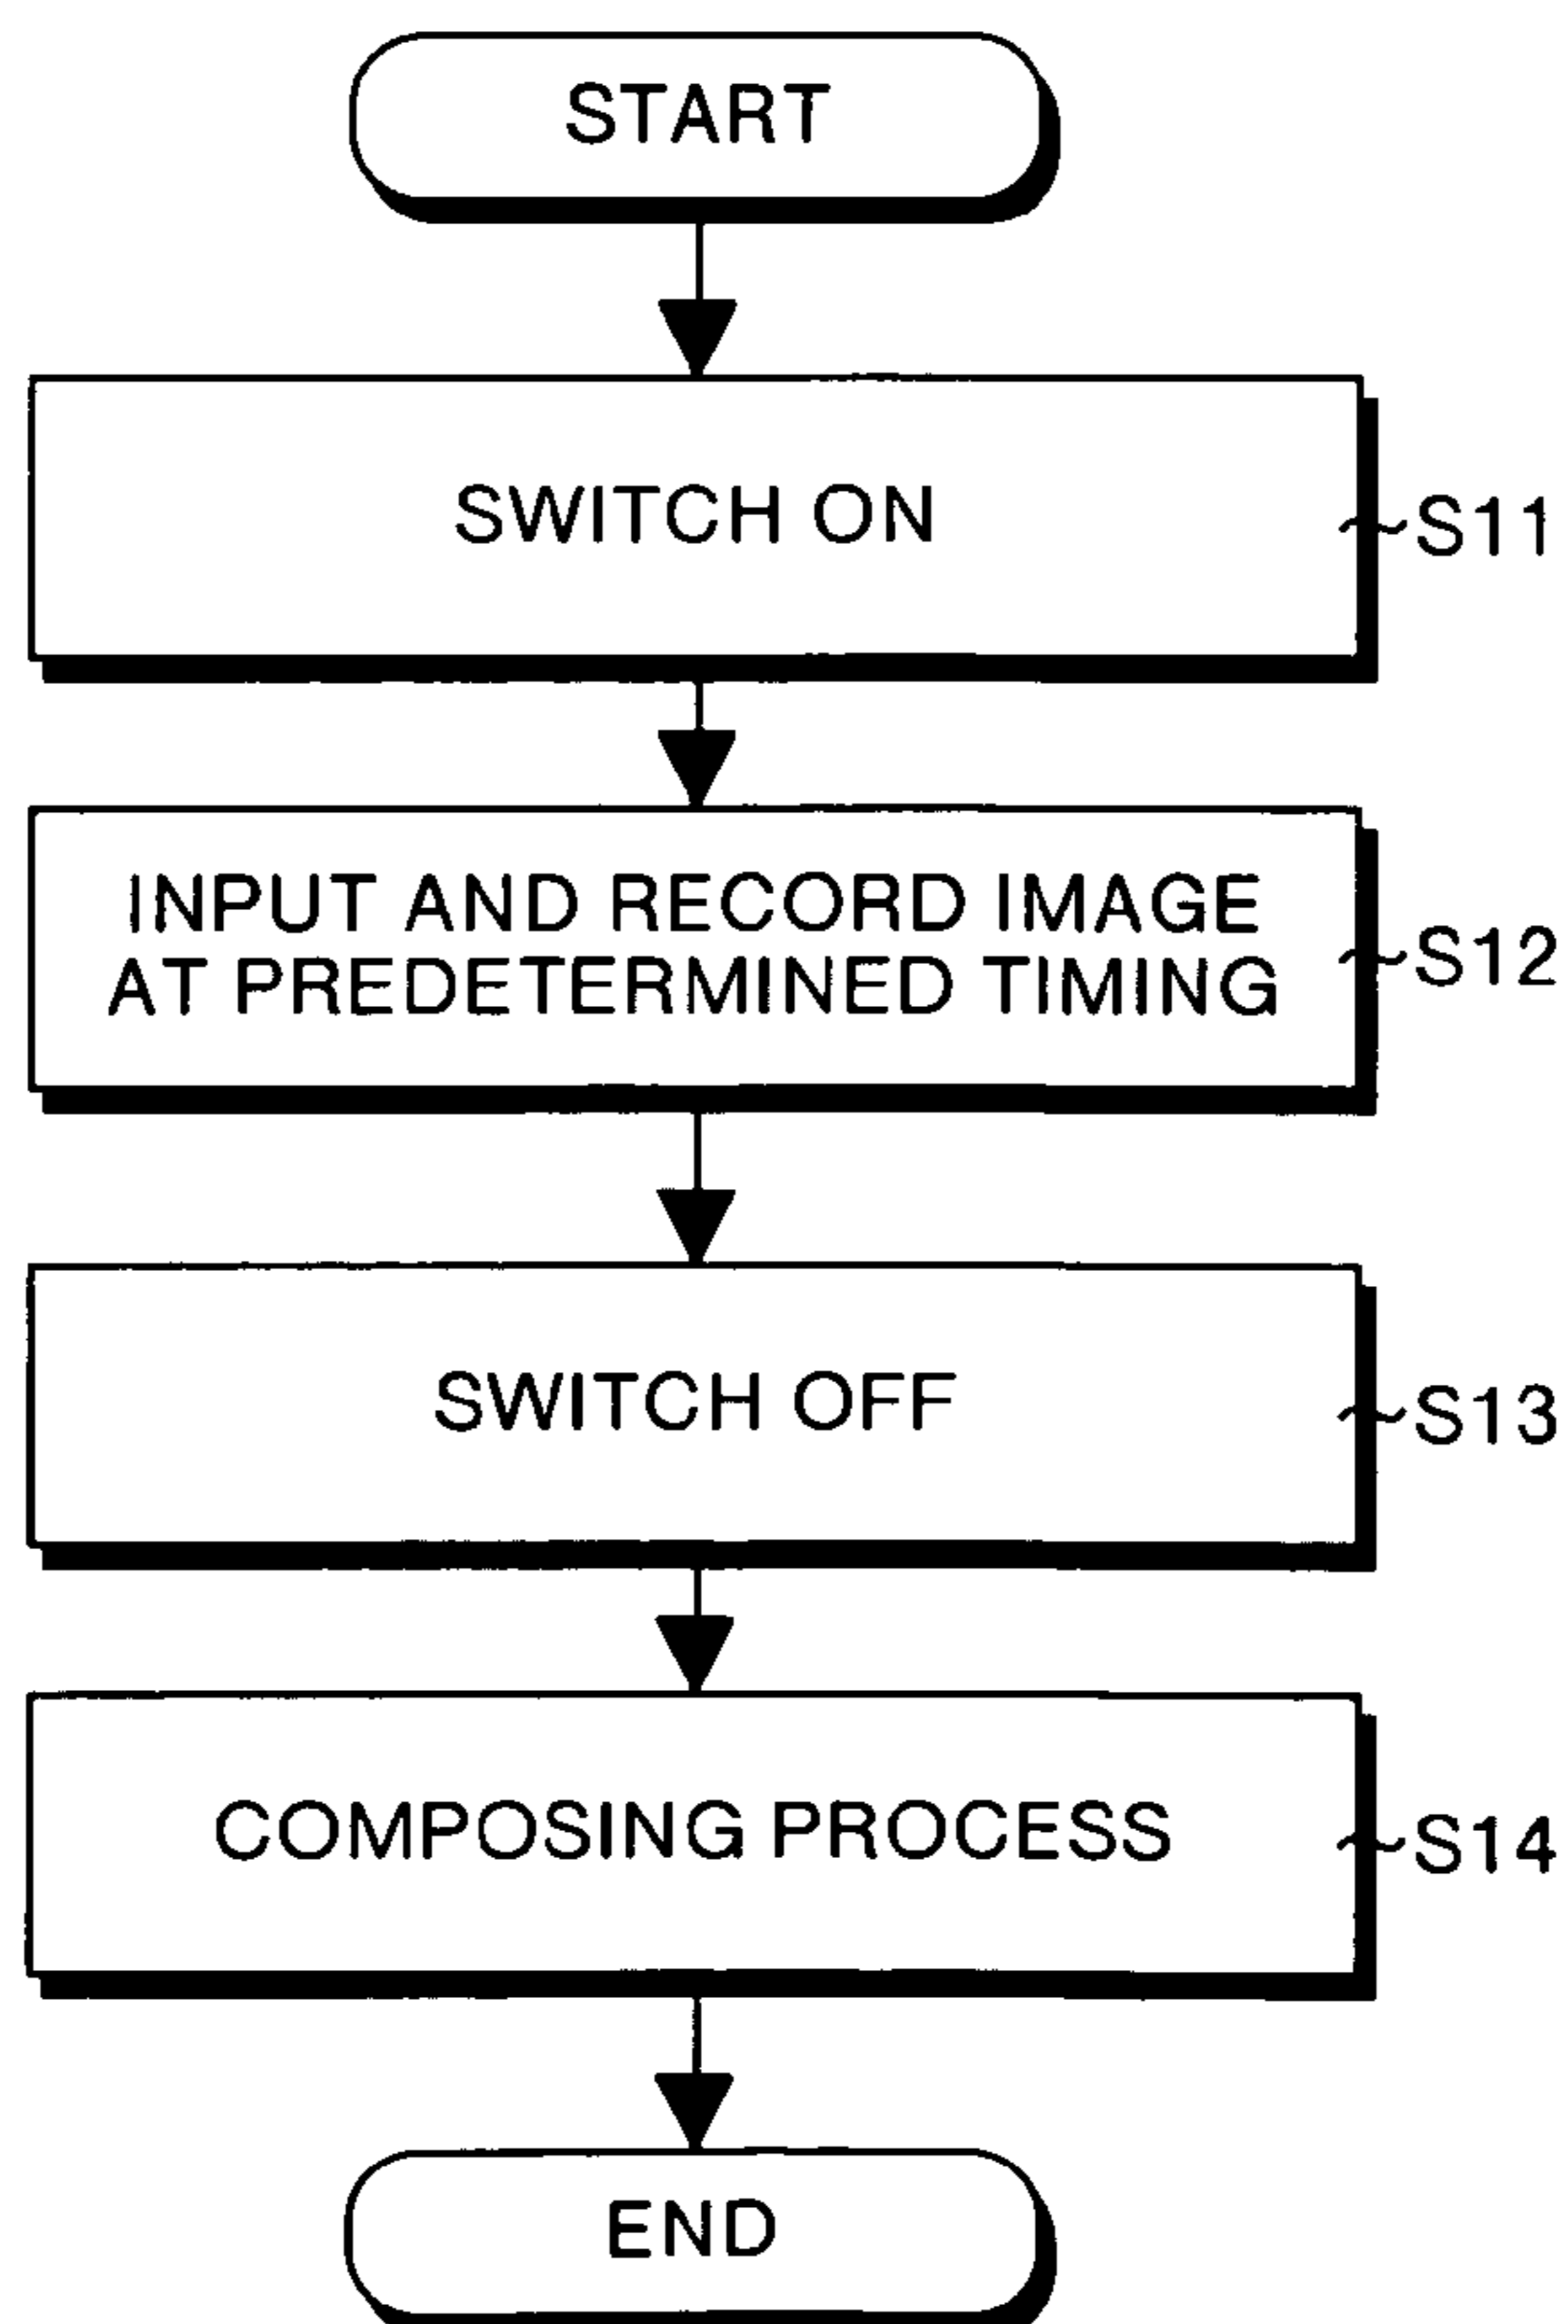 START
SWITCH ON
S11
INPUT AND RECORD IMAGE
AT PREDETERMINED TIMING
S12
SWITCH OFF
S13
COMPOSING PROCESS
S14
END